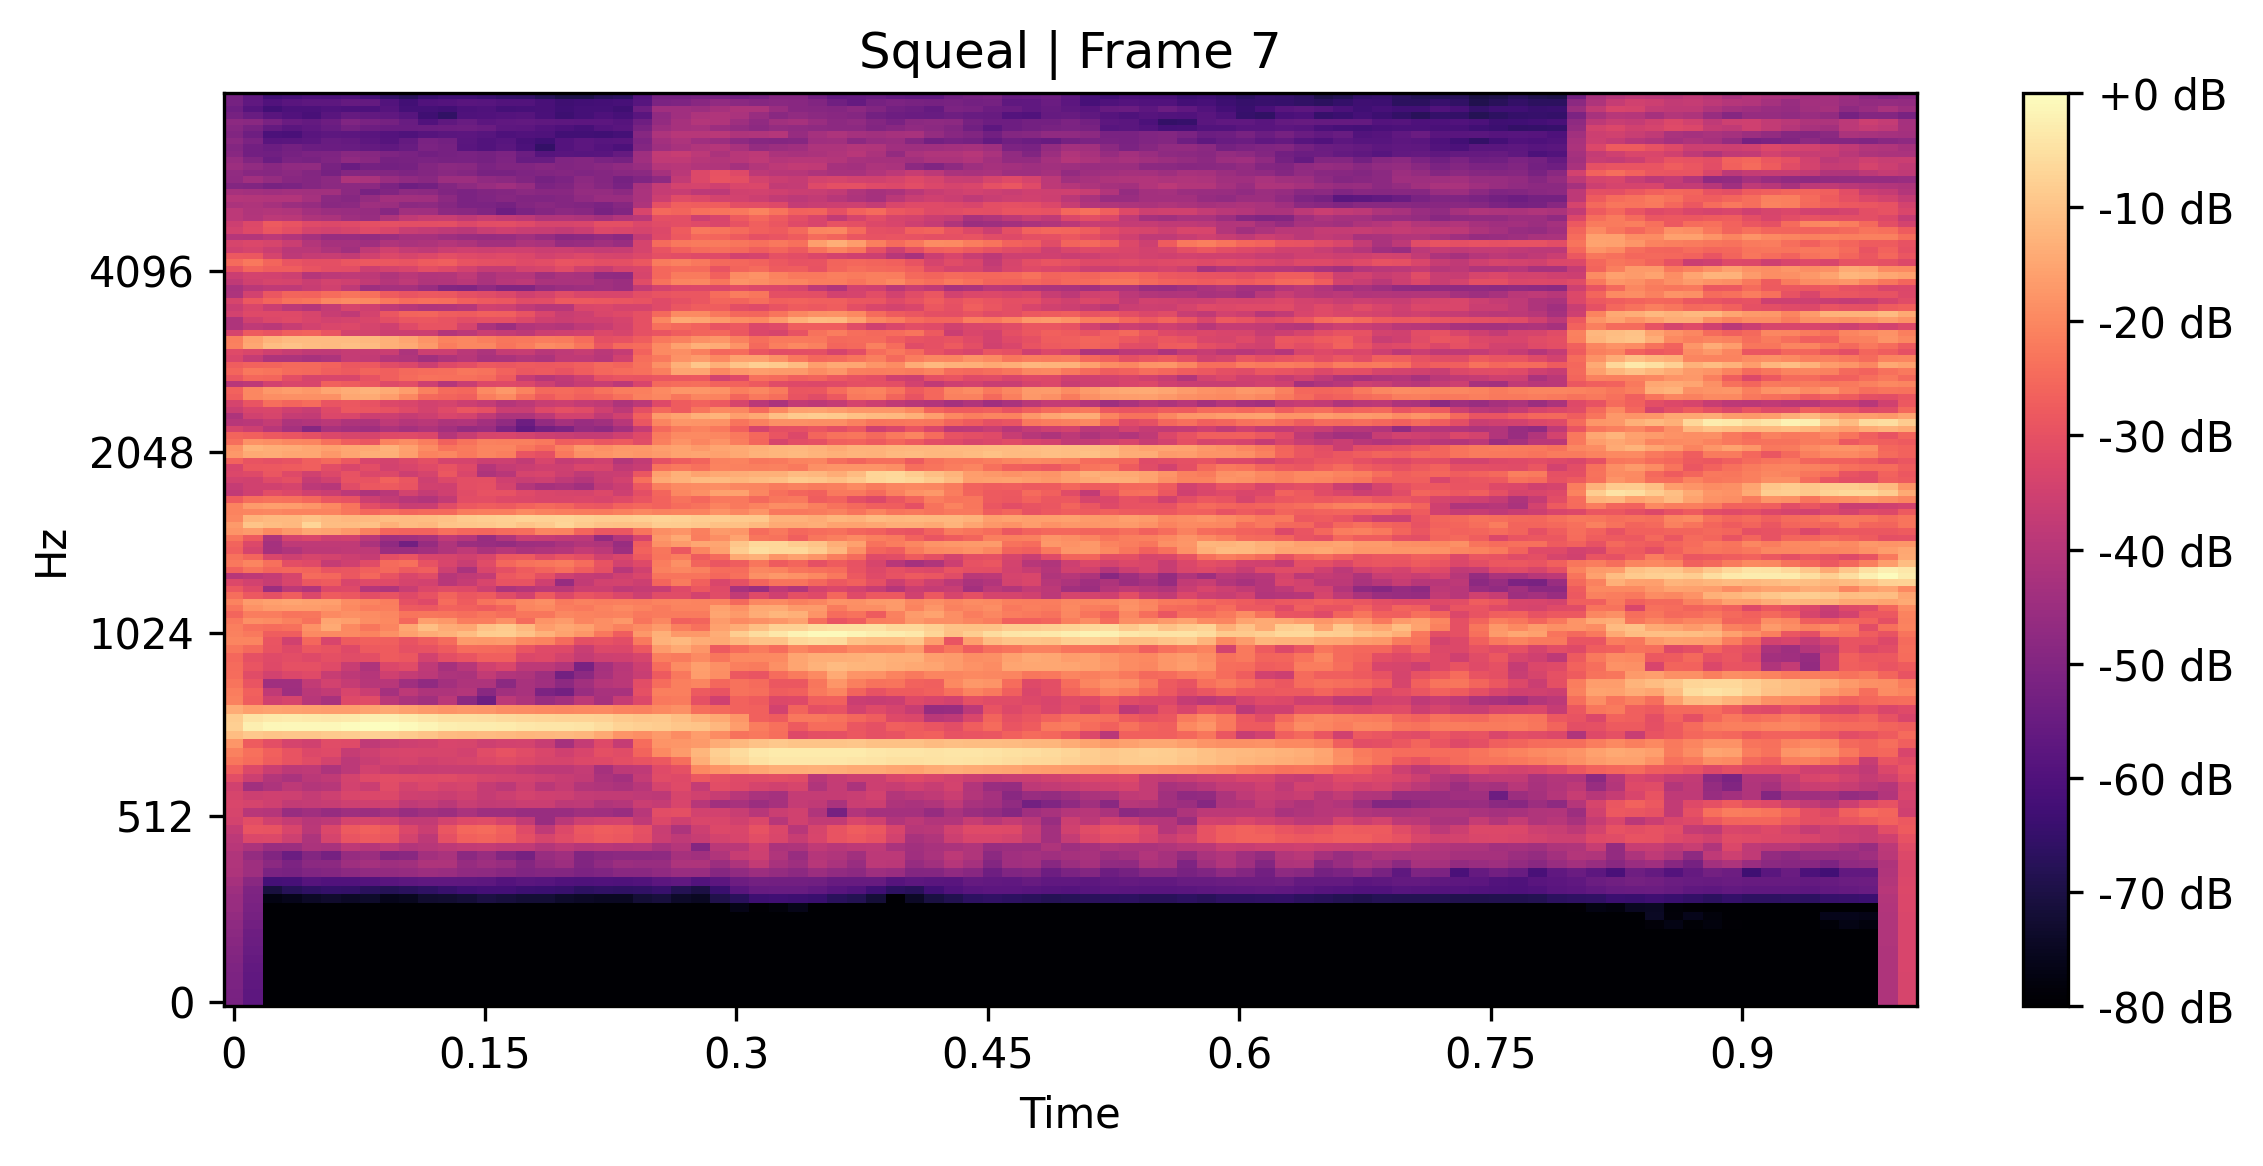 Squeal | Frame 7
+0 dB
-10 dB
-20 dB
-30 dB
-40 dB
-50 dB
-60 dB
-70 dB
-80 dB
4096
2048
1024
512
0
Hz
0 0.15 0.3 0.45 0.6 0.75 0.9
Time